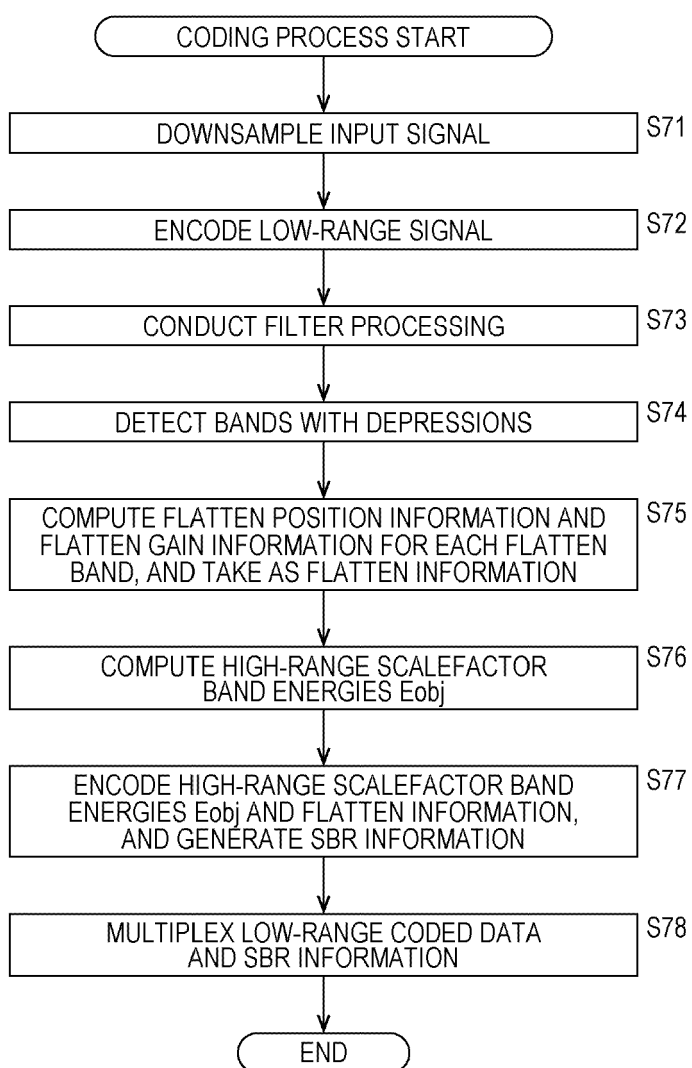 CODING PROCESS START
DOWNSAMPLE INPUT SIGNAL
S71
ENCODE LOW-RANGE SIGNAL
S72
CONDUCT FILTER PROCESSING
S73
DETECT BANDS WITH DEPRESSIONS
S74
COMPUTE FLATTEN POSITION INFORMATION AND
FLATTEN GAIN INFORMATION FOR EACH FLATTEN
BAND, AND TAKE AS FLATTEN INFORMATION
S75
COMPUTE HIGH-RANGE SCALEFACTOR
BAND ENERGIES Eobj
S76
ENCODE HIGH-RANGE SCALEFACTOR BAND
ENERGIES Eobj AND FLATTEN INFORMATION,
AND GENERATE SBR INFORMATION
S77
MULTIPLEX LOW-RANGE CODED DATA
AND SBR INFORMATION
S78
END